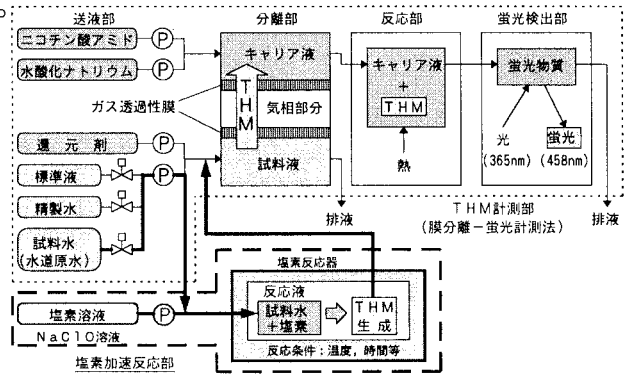 送液部
分離部
反応部
蛍光検出部
ニコチン酸アミド
P
水酸化ナトリウム
P
ガス透過性膜
還元剤
P
標準液
P
精製水
試料水
(水道原水)
キャリア液
THM
気相部分
試料液
排液
キャリア液
+
THM
熱
蛍光物質
光
(365nm)
蛍光
(458nm)
排液
THM計測部
(膜分離−蛍光計測法)
塩素反応器
反応液
試料水
+塩素
THM
生成
反応条件:温度,時間等
塩素溶液
P
NaClO溶液
塩素加速反応部